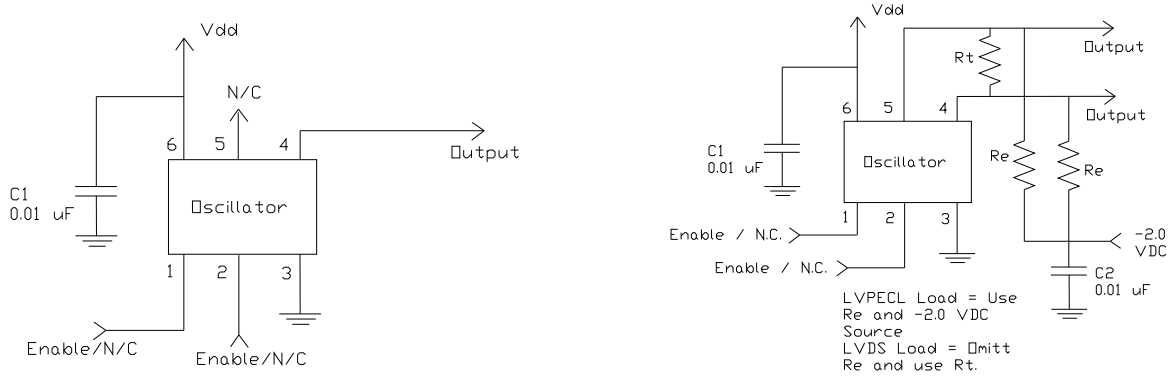 Vdd
N/C
6
5
4
Output
C1
0.01 uF
Oscillator
1
2
3
Enable/N/C
Enable/N/C
Vdd
Output
Rt
6
5
4
Output
C1
0.01 uF
Oscillator
Re
Re
1
2
3
Enable / N.C.
Enable / N.C.
-2.0
VDC
C2
0.01 uF
LVPECL Load = Use
Re and -2.0 VDC
Source
LVDS Load = Omitt
Re and use Rt.